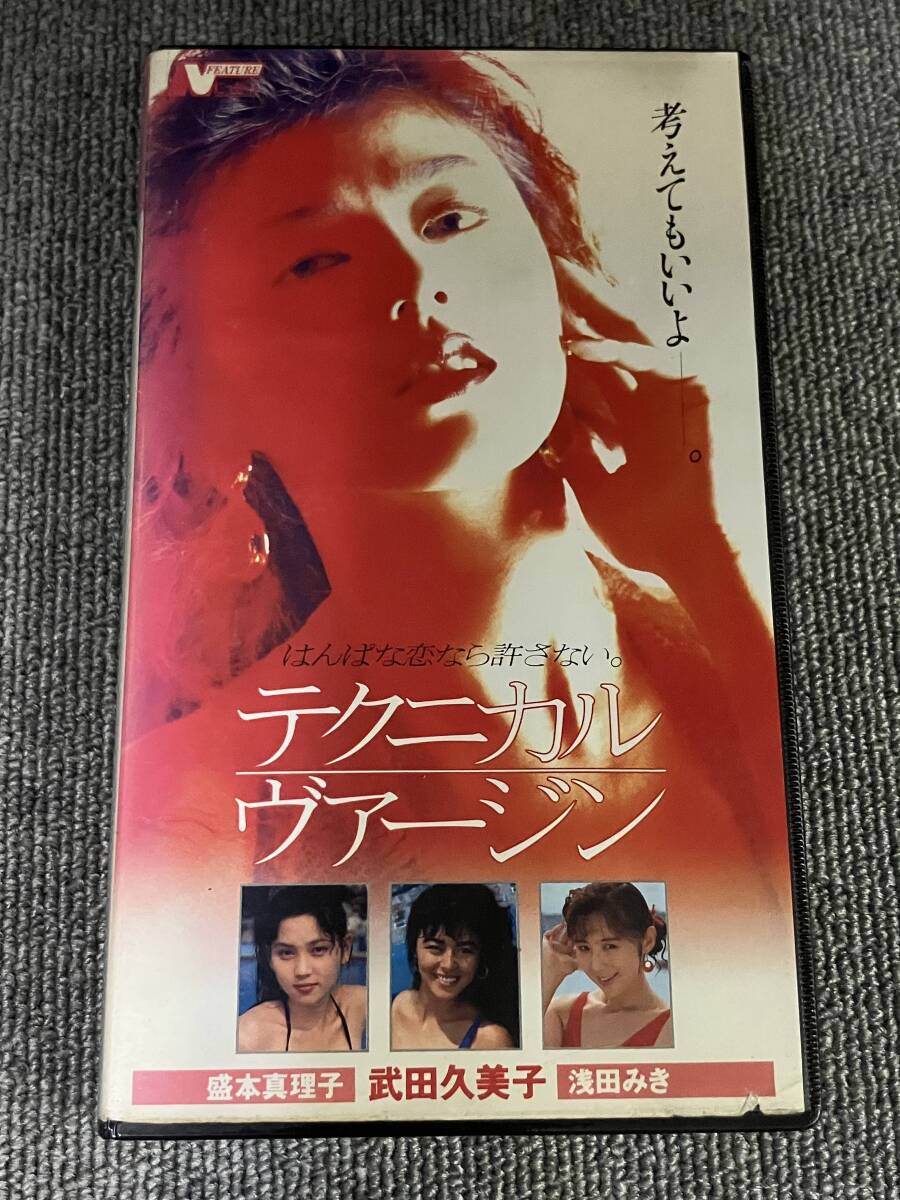 V FEATURE
考えてもいいよ――。
はんぱな恋なら許さない。
テクニカル
ヴァージン
盛本真理子 武田久美子 浅田みき